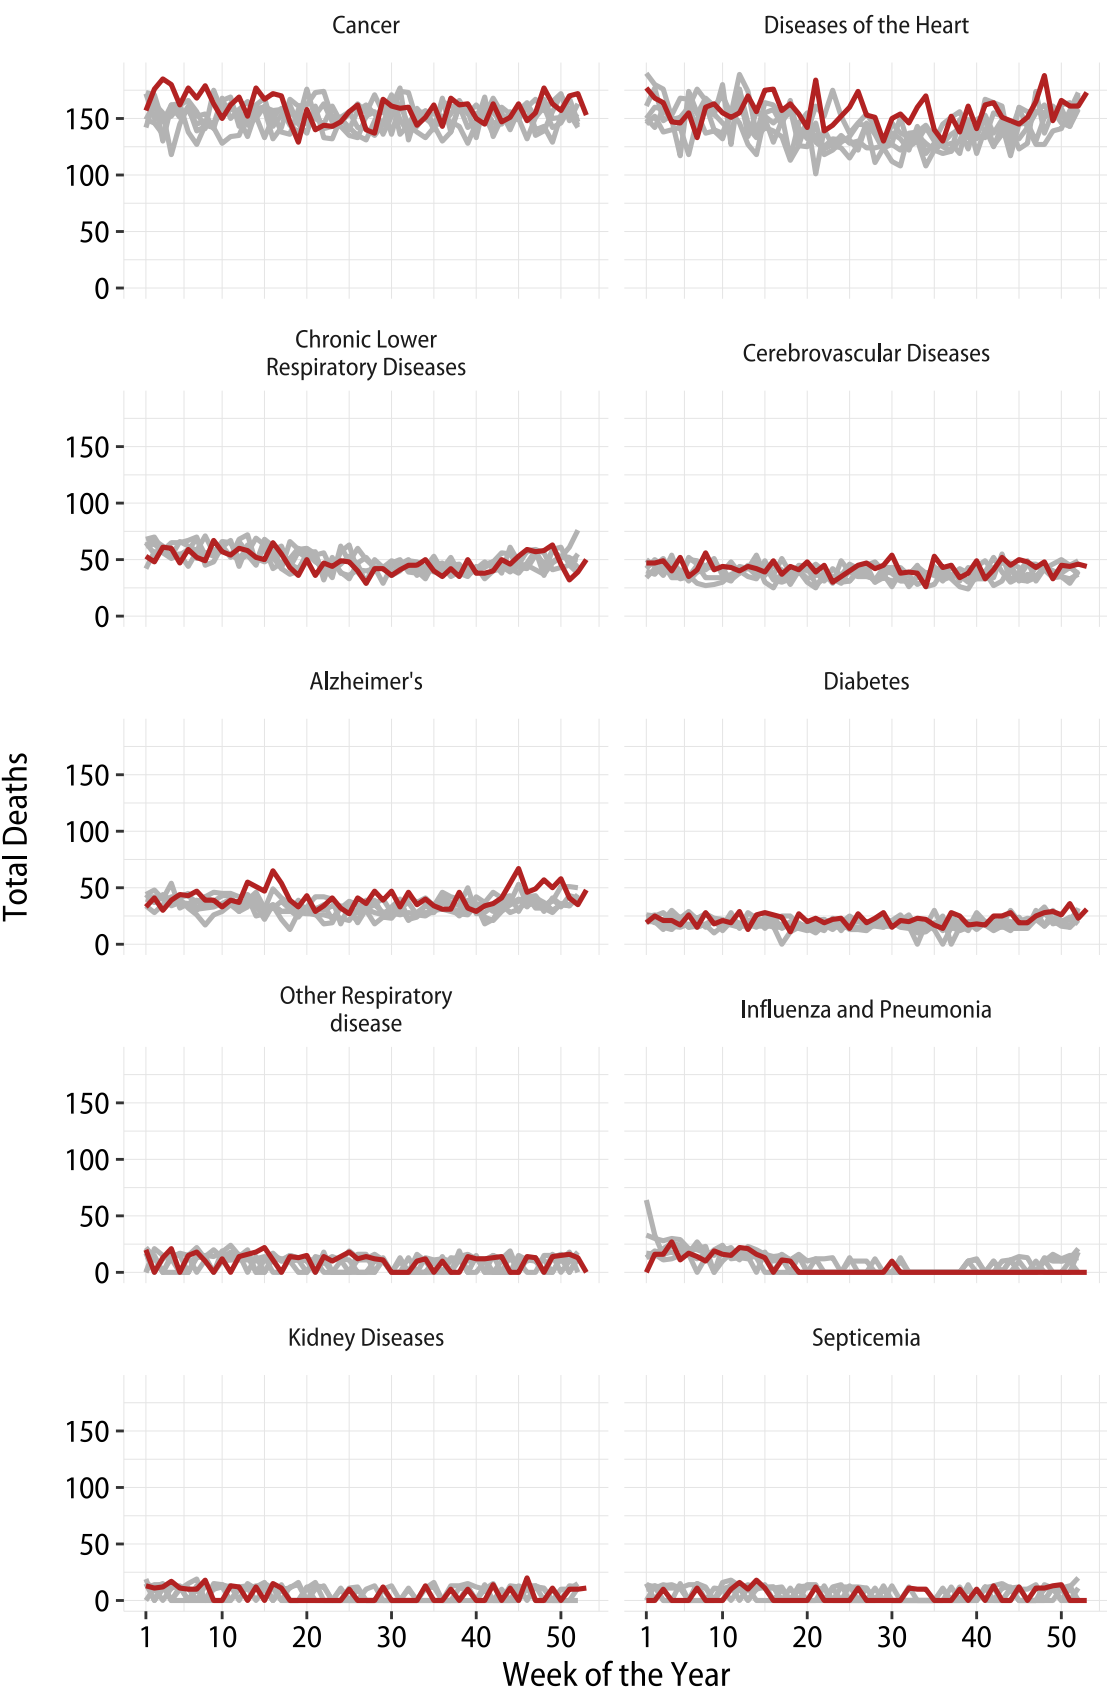 Cancer
Diseases of the Heart
150
100
50
0
Chronic Lower
Respiratory Diseases
Cerebrovascular Diseases
150
100
50
0
Alzheimer's
Diabetes
150
100
50
0
Total Deaths
Other Respiratory
disease
Influenza and Pneumonia
150
100
50
0
Kidney Diseases
Septicemia
150
100
50
0
1 10 20 30 40 50
1 10 20 30 40 50
Week of the Year